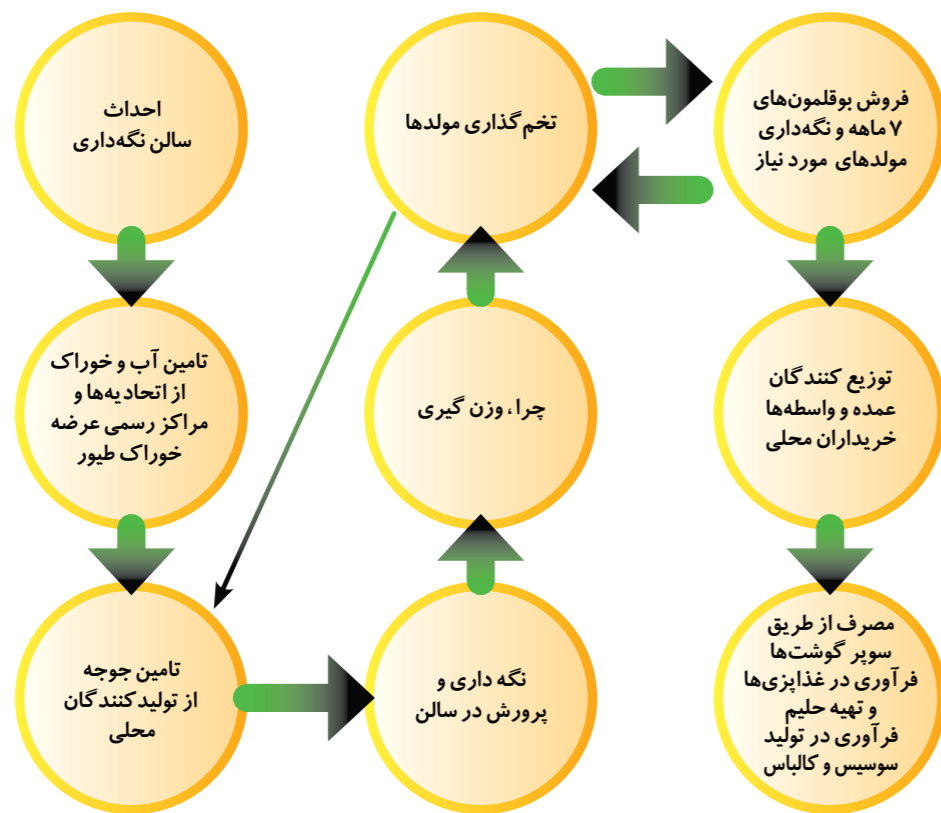 احداث
سالن نگه‌داری
تامین آب و خوراک
از اتحادیه‌ها و
مراکز رسمی عرضه
خوراک طیور
تامین جوجه
از تولیدکنندگان
محلی
نگه داری و
پرورش در سالن
چرا، وزن گیری
تخم‌گذاری مولدها
فروش بوقلمون‌های
۷ ماهه و نگه‌داری
مولدهای مورد نیاز
توزیع کنندگان
عمده و واسطه‌ها
خریداران محلی
مصرف از طریق
سوپر گوشت‌ها
فرآوری در غذاپزی‌ها
و تهیه حلیم
فرآوری در تولید
سوسیس و کالباس